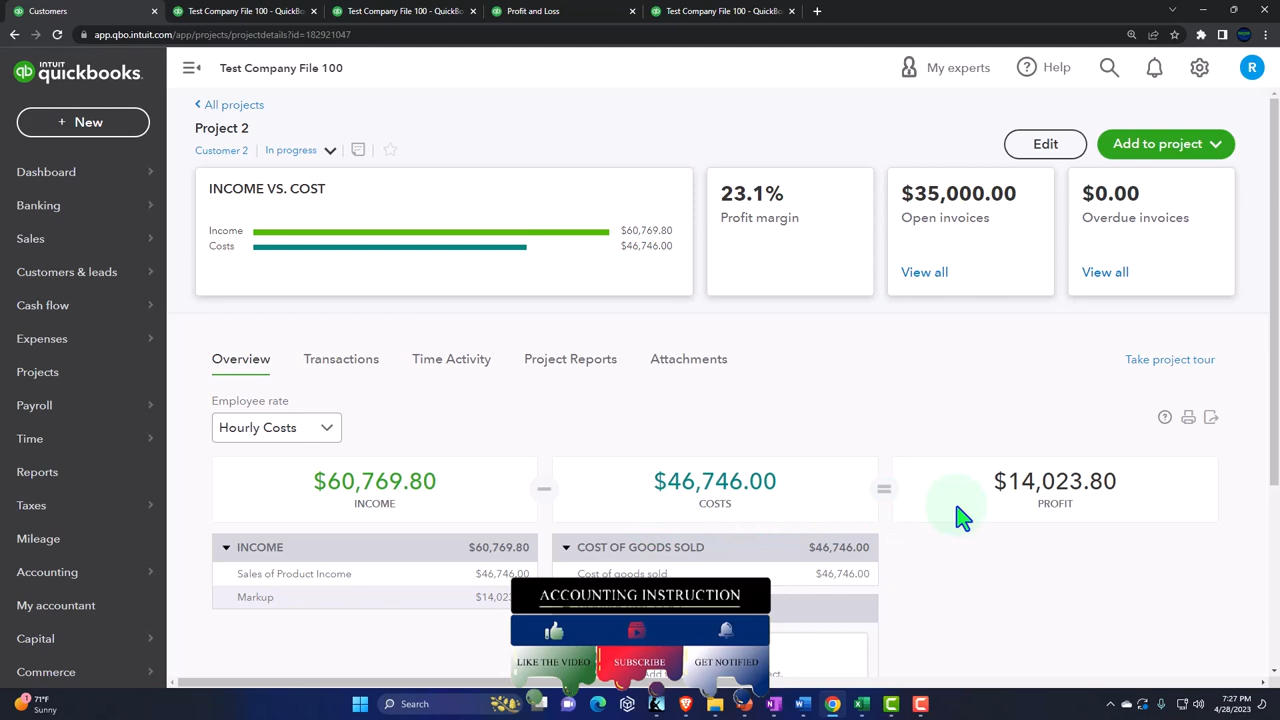 Customers
Test Company File 100 - QuickBo
Test Company File 100 - QuickBo
Profit and Loss
Test Company File 100 - QuickBo
app.qbo.intuit.com/app/projects/projectdetails?id=182921047
INTUIT
quickbooks.
Test Company File 100
My experts
Help
R
+ New
Dashboard
Banking
Sales
Customers & leads
Cash flow
Expenses
Projects
Payroll
Time
Reports
Taxes
Mileage
Accounting
My accountant
Capital
Commerce
All projects
Project 2
Customer 2
In progress
Edit
Add to project
INCOME VS. COST
Income $60,769.80
Costs $46,746.00
23.1%
Profit margin
$35,000.00
Open invoices
View all
$0.00
Overdue invoices
View all
Overview Transactions Time Activity Project Reports Attachments
Take project tour
Employee rate
Hourly Costs
$60,769.80
INCOME
$46,746.00
COSTS
$14,023.80
PROFIT
INCOME $60,769.80
Sales of Product Income $46,746.00
Markup
COST OF GOODS SOLD $46,746.00
Cost of goods sold $46,746.00
ACCOUNTING INSTRUCTION
LIKE THE VIDEO
SUBSCRIBE
GET NOTIFIED
71°F
Sunny
Search
7:27 PM
4/28/2023